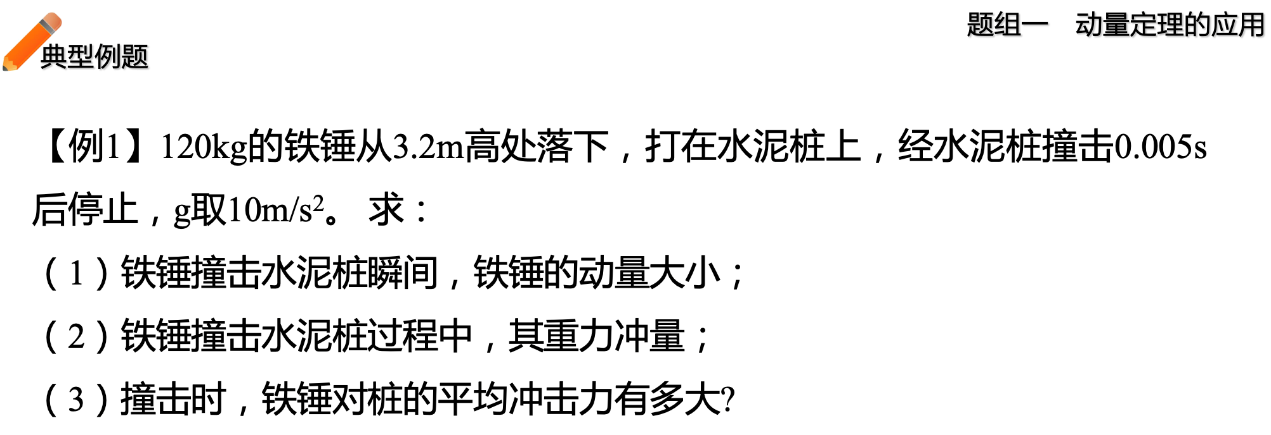 题组一 动量定理的应用
典型例题
【例1】120kg的铁锤从3.2m高处落下，打在水泥桩上，经水泥桩撞击0.005s
后停止，g取10m/s²。 求：
（1）铁锤撞击水泥桩瞬间，铁锤的动量大小；
（2）铁锤撞击水泥桩过程中，其重力冲量；
（3）撞击时，铁锤对桩的平均冲击力有多大?